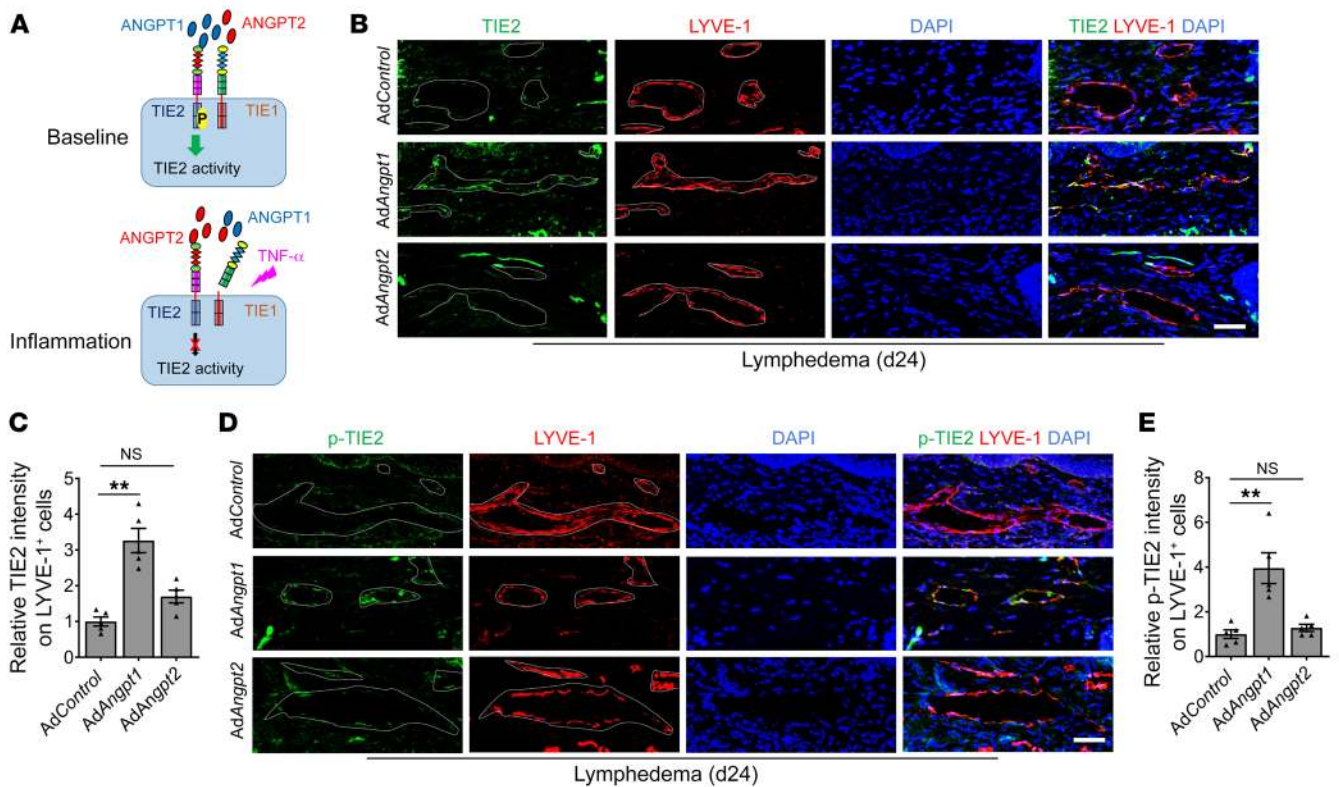 A
ANGPT1
ANGPT2
TIE2
TIE1
P
Baseline
TIE2 activity
ANGPT1
ANGPT2
TNF-α
TIE2
TIE1
Inflammation
TIE2 activity
B
TIE2
LYVE-1
DAPI
TIE2 LYVE-1 DAPI
AdControl
AdAngpt1
AdAngpt2
Lymphedema (d24)
C
Relative TIE2 intensity
on LYVE-1⁺ cells
NS
**
5
4
3
2
1
0
AdControl
AdAngpt1
AdAngpt2
D
p-TIE2
LYVE-1
DAPI
p-TIE2 LYVE-1 DAPI
AdControl
AdAngpt1
AdAngpt2
Lymphedema (d24)
E
Relative p-TIE2 intensity
on LYVE-1⁺ cells
NS
**
8
6
4
2
0
AdControl
AdAngpt1
AdAngpt2